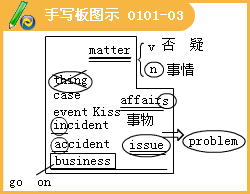 手写板图示 0101-03
matter
v 否 疑
n 事情
thing
case
affairs
event Kiss
incident
事物
accident
issue
problem
business
go on